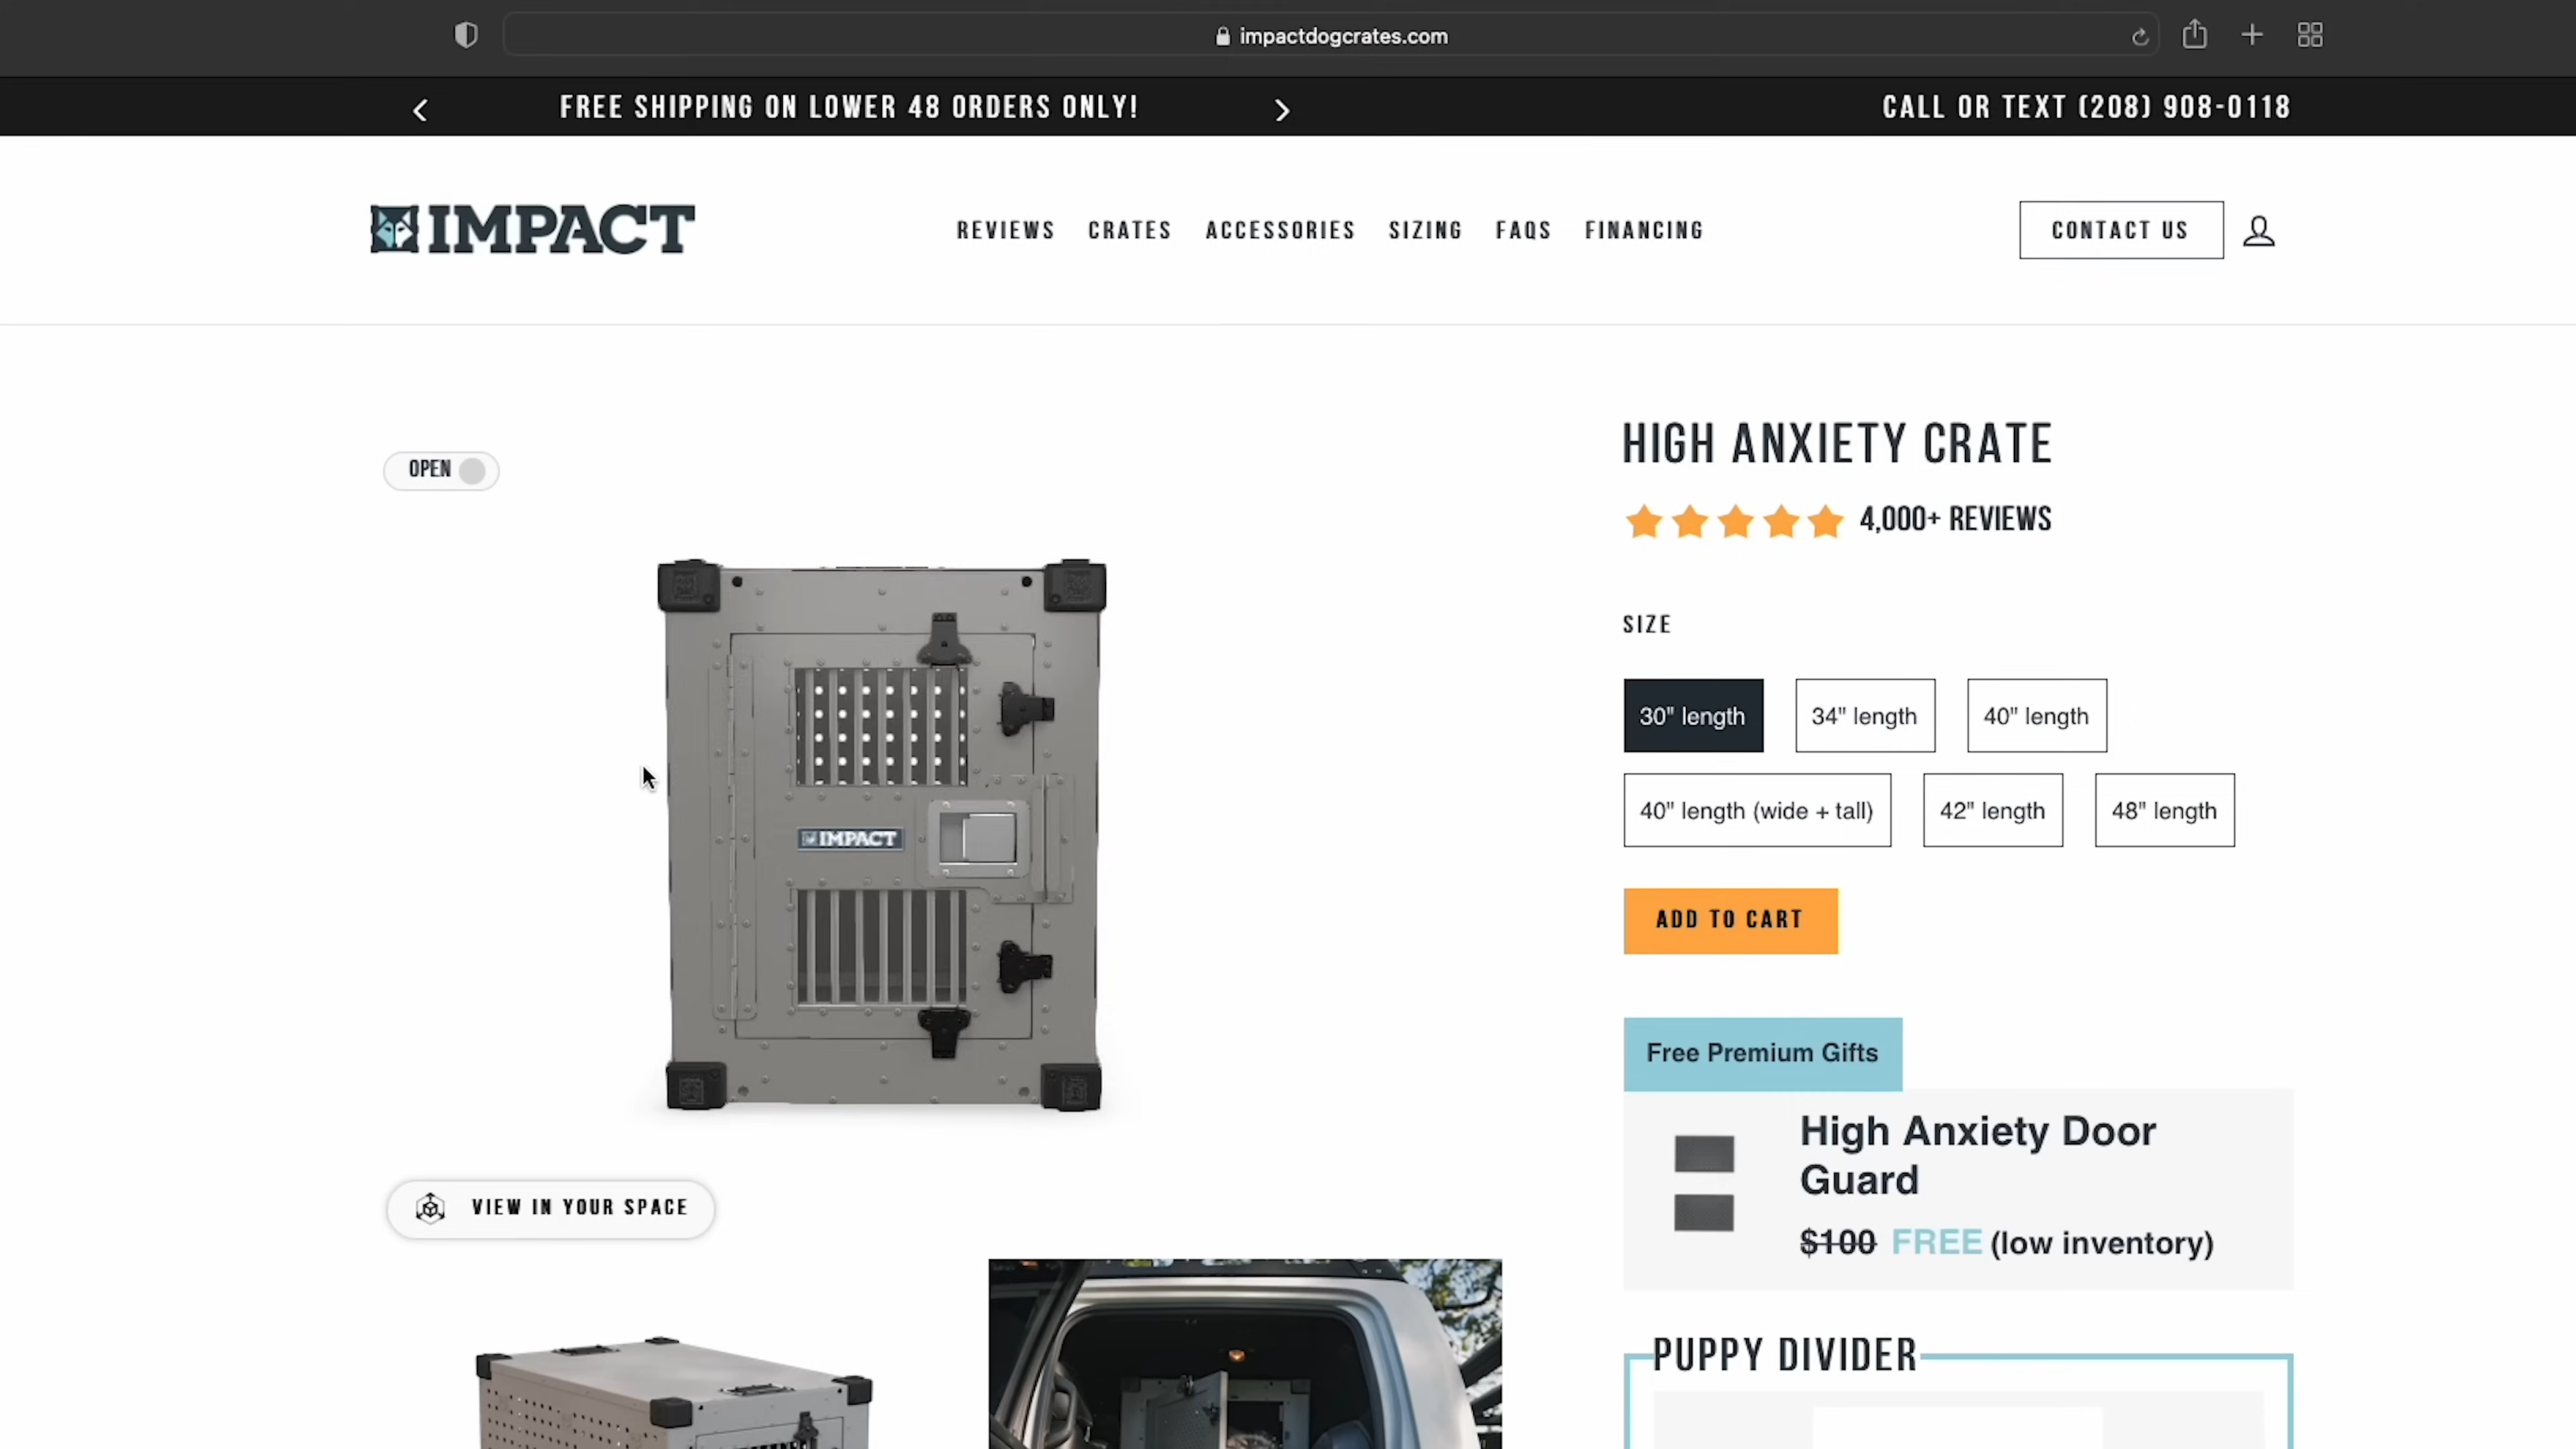 impactdogcrates.com
FREE SHIPPING ON LOWER 48 ORDERS ONLY!
CALL OR TEXT (208) 908-0118
IMPACT
REVIEWS CRATES ACCESSORIES SIZING FAQS FINANCING
CONTACT US
OPEN
IMPACT
VIEW IN YOUR SPACE
HIGH ANXIETY CRATE
4,000+ REVIEWS
SIZE
30" length 34" length 40" length
40" length (wide + tall) 42" length 48" length
ADD TO CART
Free Premium Gifts
High Anxiety Door
Guard
$100 FREE (low inventory)
PUPPY DIVIDER